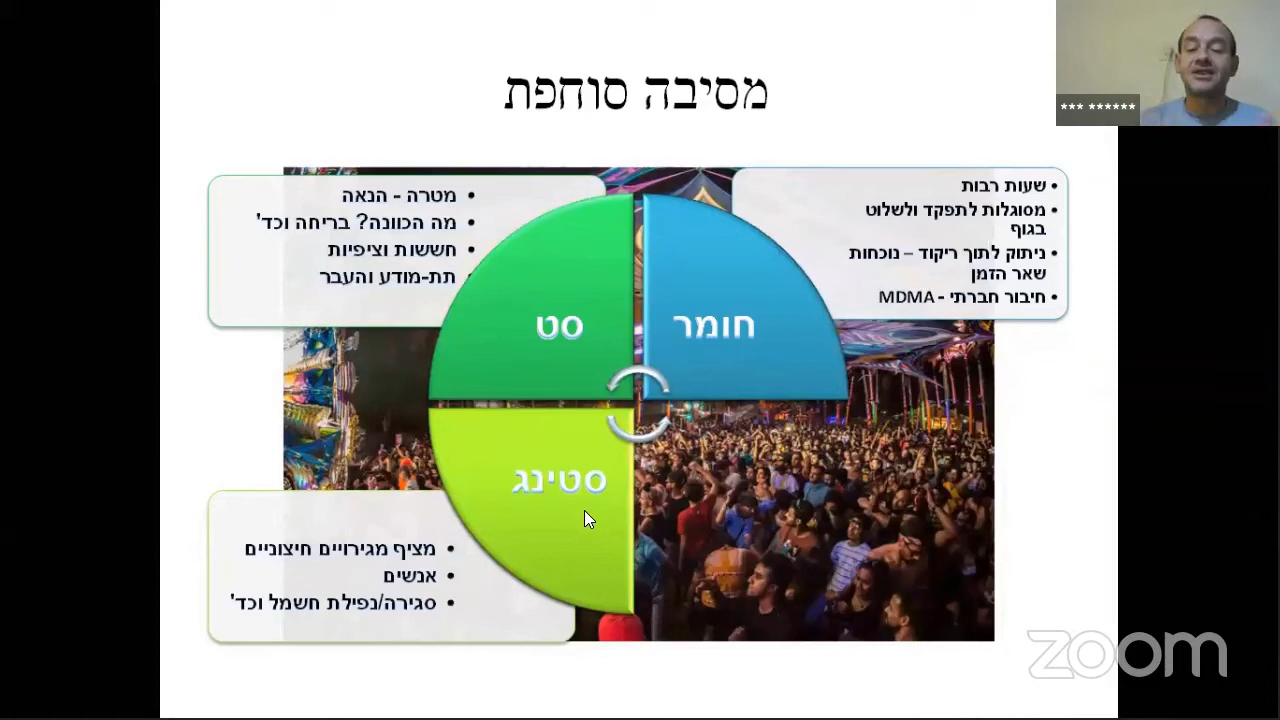 מסיבה סוחפת
*** ******
• שעות רבות
• מסוגלות לתפקד ולשלוט
בגוף
• ניתוק לתוך ריקוד – נוכחות
שאר הזמן
• חיבור חברתי - MDMA
חומר
• מטרה - הנאה
• מה הכוונה? בריחה וכד'
• חששות וציפיות
• תת-מודע והעבר
סט
סטינג
• מציף מגירויים חיצוניים
• אנשים
• סגירה/נפילת חשמל וכד'
zoom